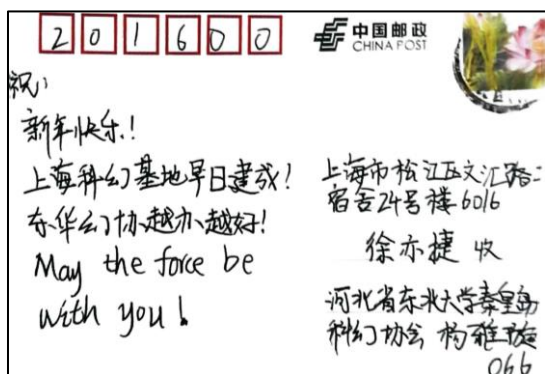 201600
中国邮政
CHINA POST
祝:
新年快乐!
上海科幻基地早日建成!
东华幻协越办越好!
May the force be
with you!
上海市松江区文汇路二
宿舍24号楼6016
徐亦捷 收
河北省东北大学秦皇岛
科幻协会 杨雅
066